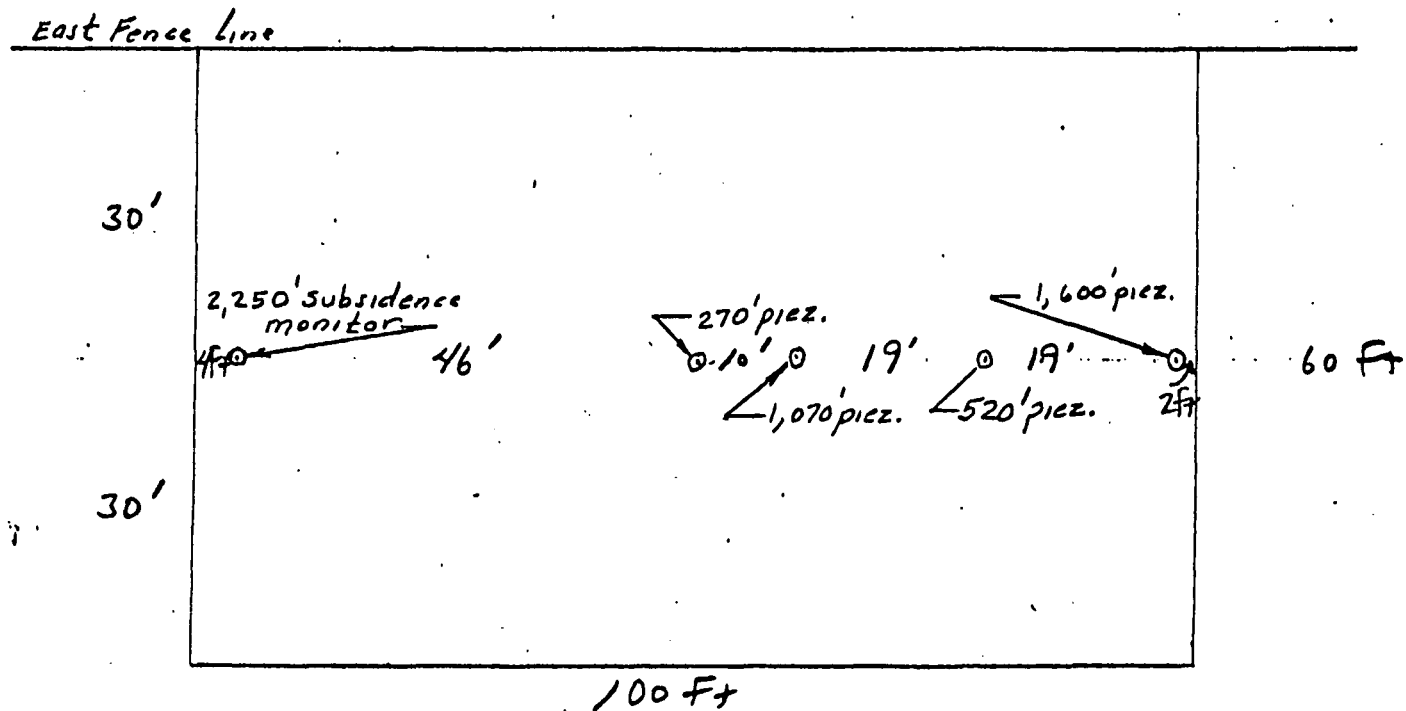 East Fence Line
30'
2,250' subsidence
monitor
270' piez.
1,600' piez.
4ft
46'
10'
19'
19'
60 Ft
1,070' piez.
520' piez.
2ft
30'
100 Ft